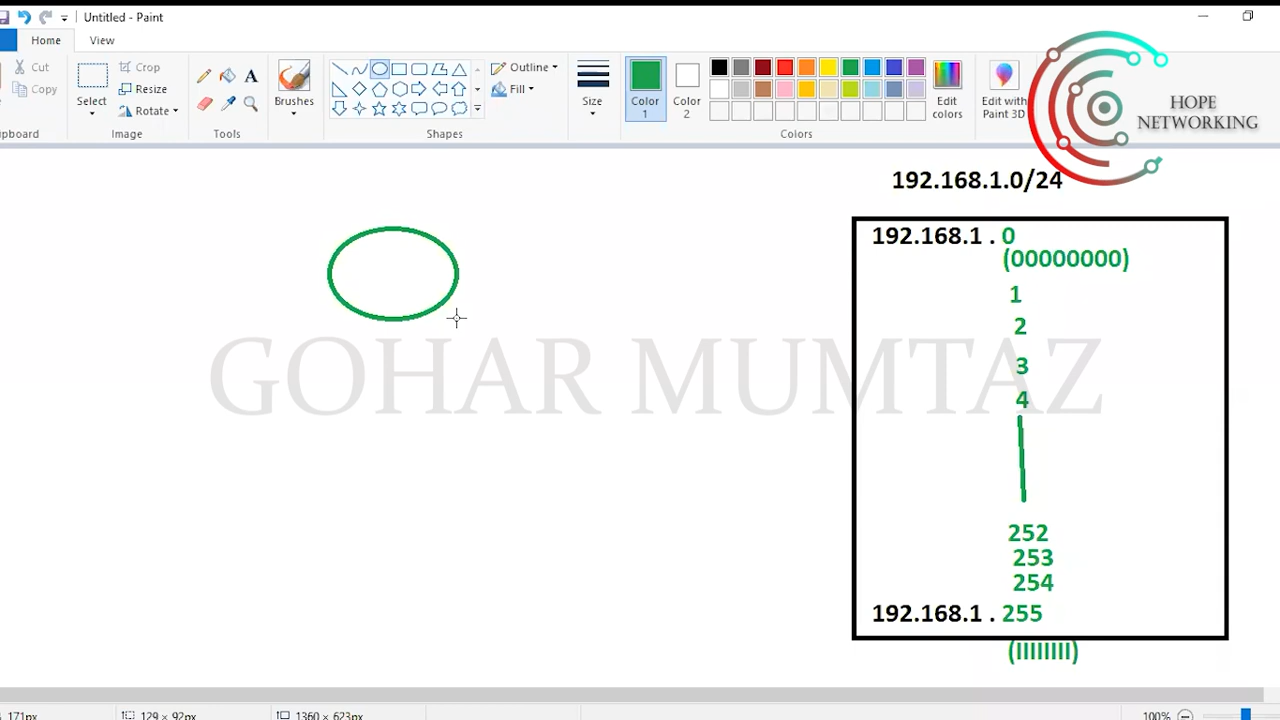 Untitled - Paint
Home View
Cut
Copy
Select
Crop
Resize
Rotate
Image
A
Tools
Brushes
Outline
Fill
Shapes
Size
Color 1
Color 2
Colors
Edit colors
Edit with Paint 3D
HOPE
NETWORKING
192.168.1.0/24
192.168.1 . 0
(00000000)
1
2
3
4
252
253
254
192.168.1 . 255
(IIIIIIII)
GOHAR MUMTAZ
171px
129 × 92px
1360 × 623px
100%